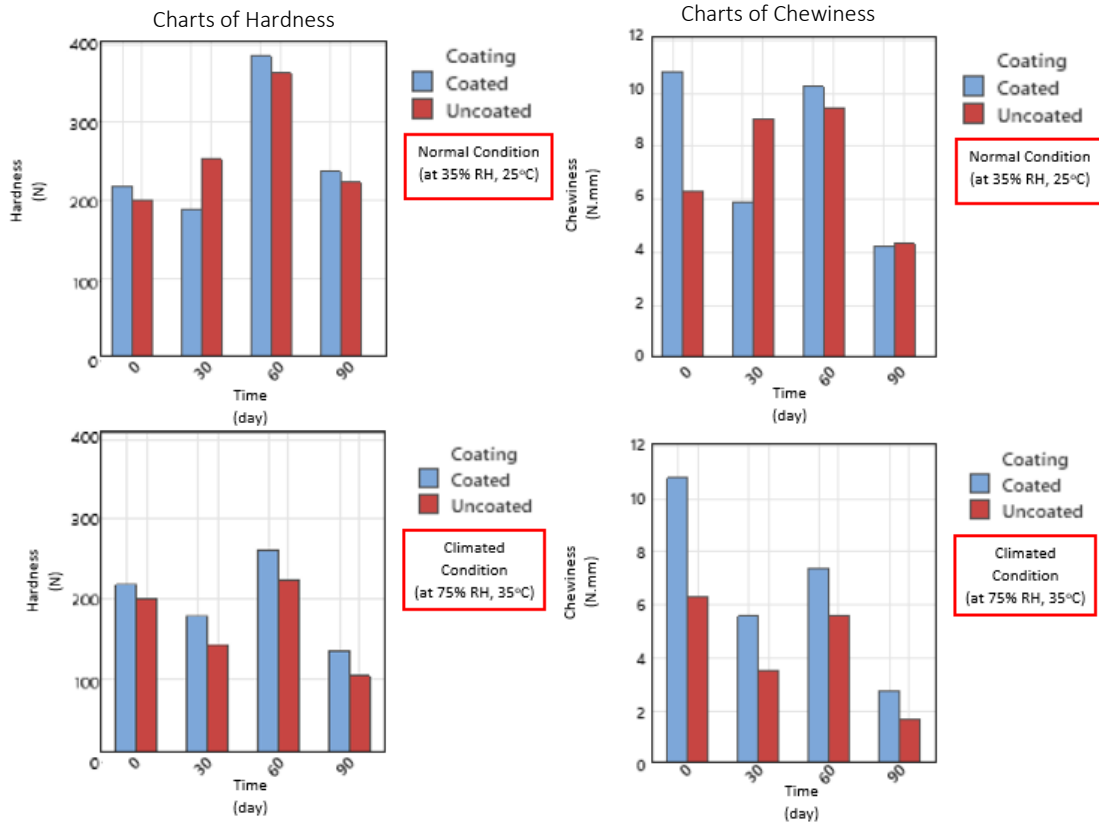 Charts of Hardness
400
300
200
100
0
Hardness
(N)
0
30
60
90
Time
(day)
Coating
Coated
Uncoated
Normal Condition
(at 35% RH, 25°C)
Charts of Chewiness
12
10
8
6
4
2
0
Chewiness
(N.mm)
0
30
60
90
Time
(day)
Coating
Coated
Uncoated
Normal Condition
(at 35% RH, 25°C)
400
300
200
100
0
Hardness
(N)
0
30
60
90
Time
(day)
Coating
Coated
Uncoated
Climated
Condition
(at 75% RH, 35°C)
12
10
8
6
4
2
0
Chewiness
(N.mm)
0
30
60
90
Time
(day)
Coating
Coated
Uncoated
Climated
Condition
(at 75% RH, 35°C)